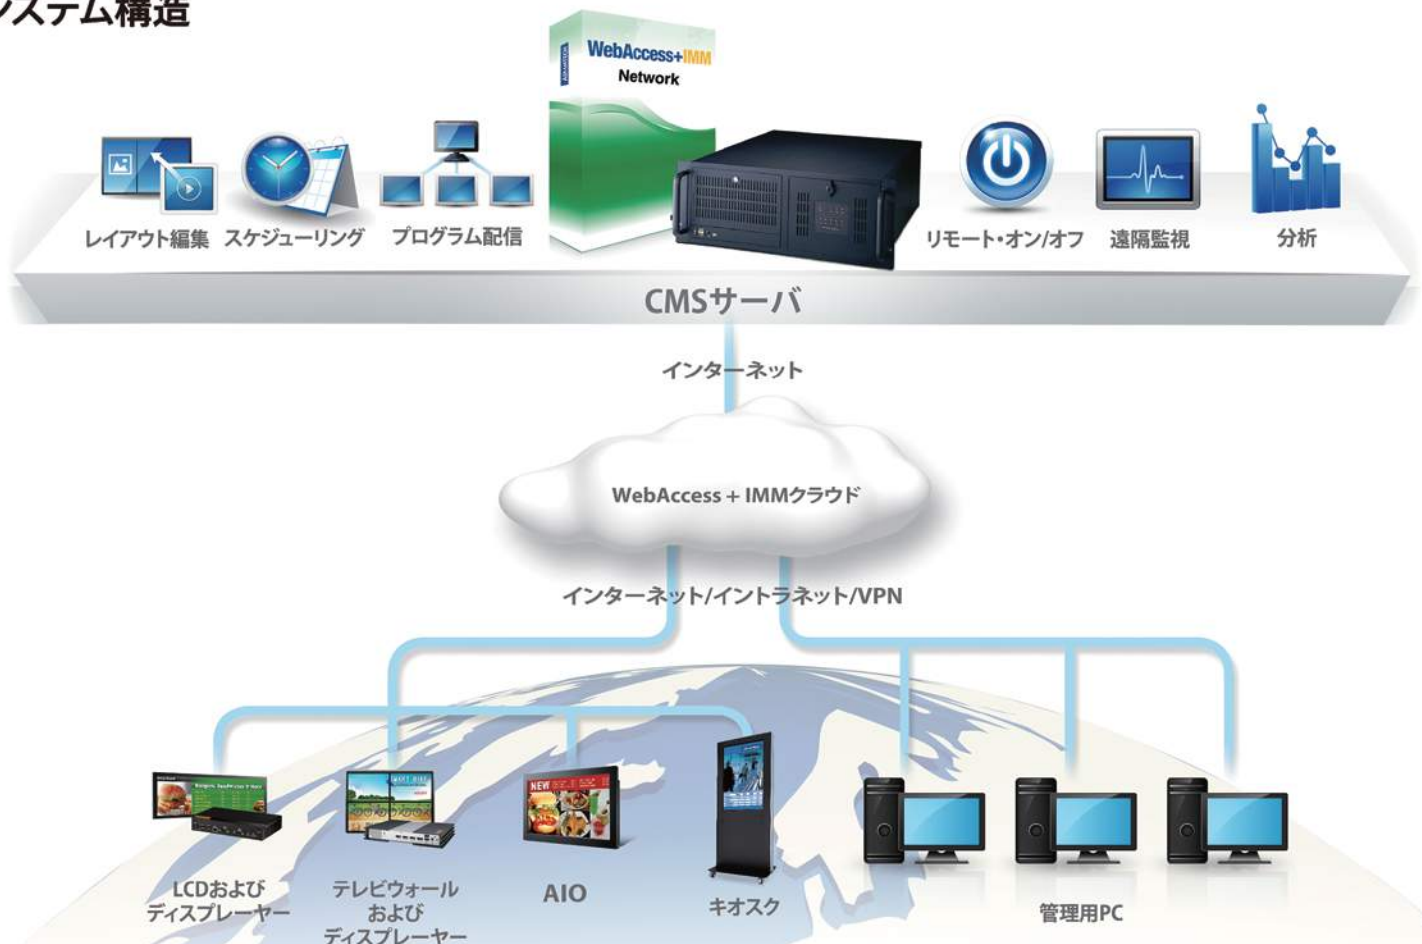 ステム構造
WebAccess+IMM
Network
ADVANTECH
レイアウト編集
スケジューリング
プログラム配信
リモート・オン/オフ
遠隔監視
分析
CMSサーバ
インターネット
WebAccess + IMMクラウド
インターネット/イントラネット/VPN
NEW
LCDおよび
ディスプレーヤー
テレビウォール
および
ディスプレーヤー
AIO
キオスク
管理用PC